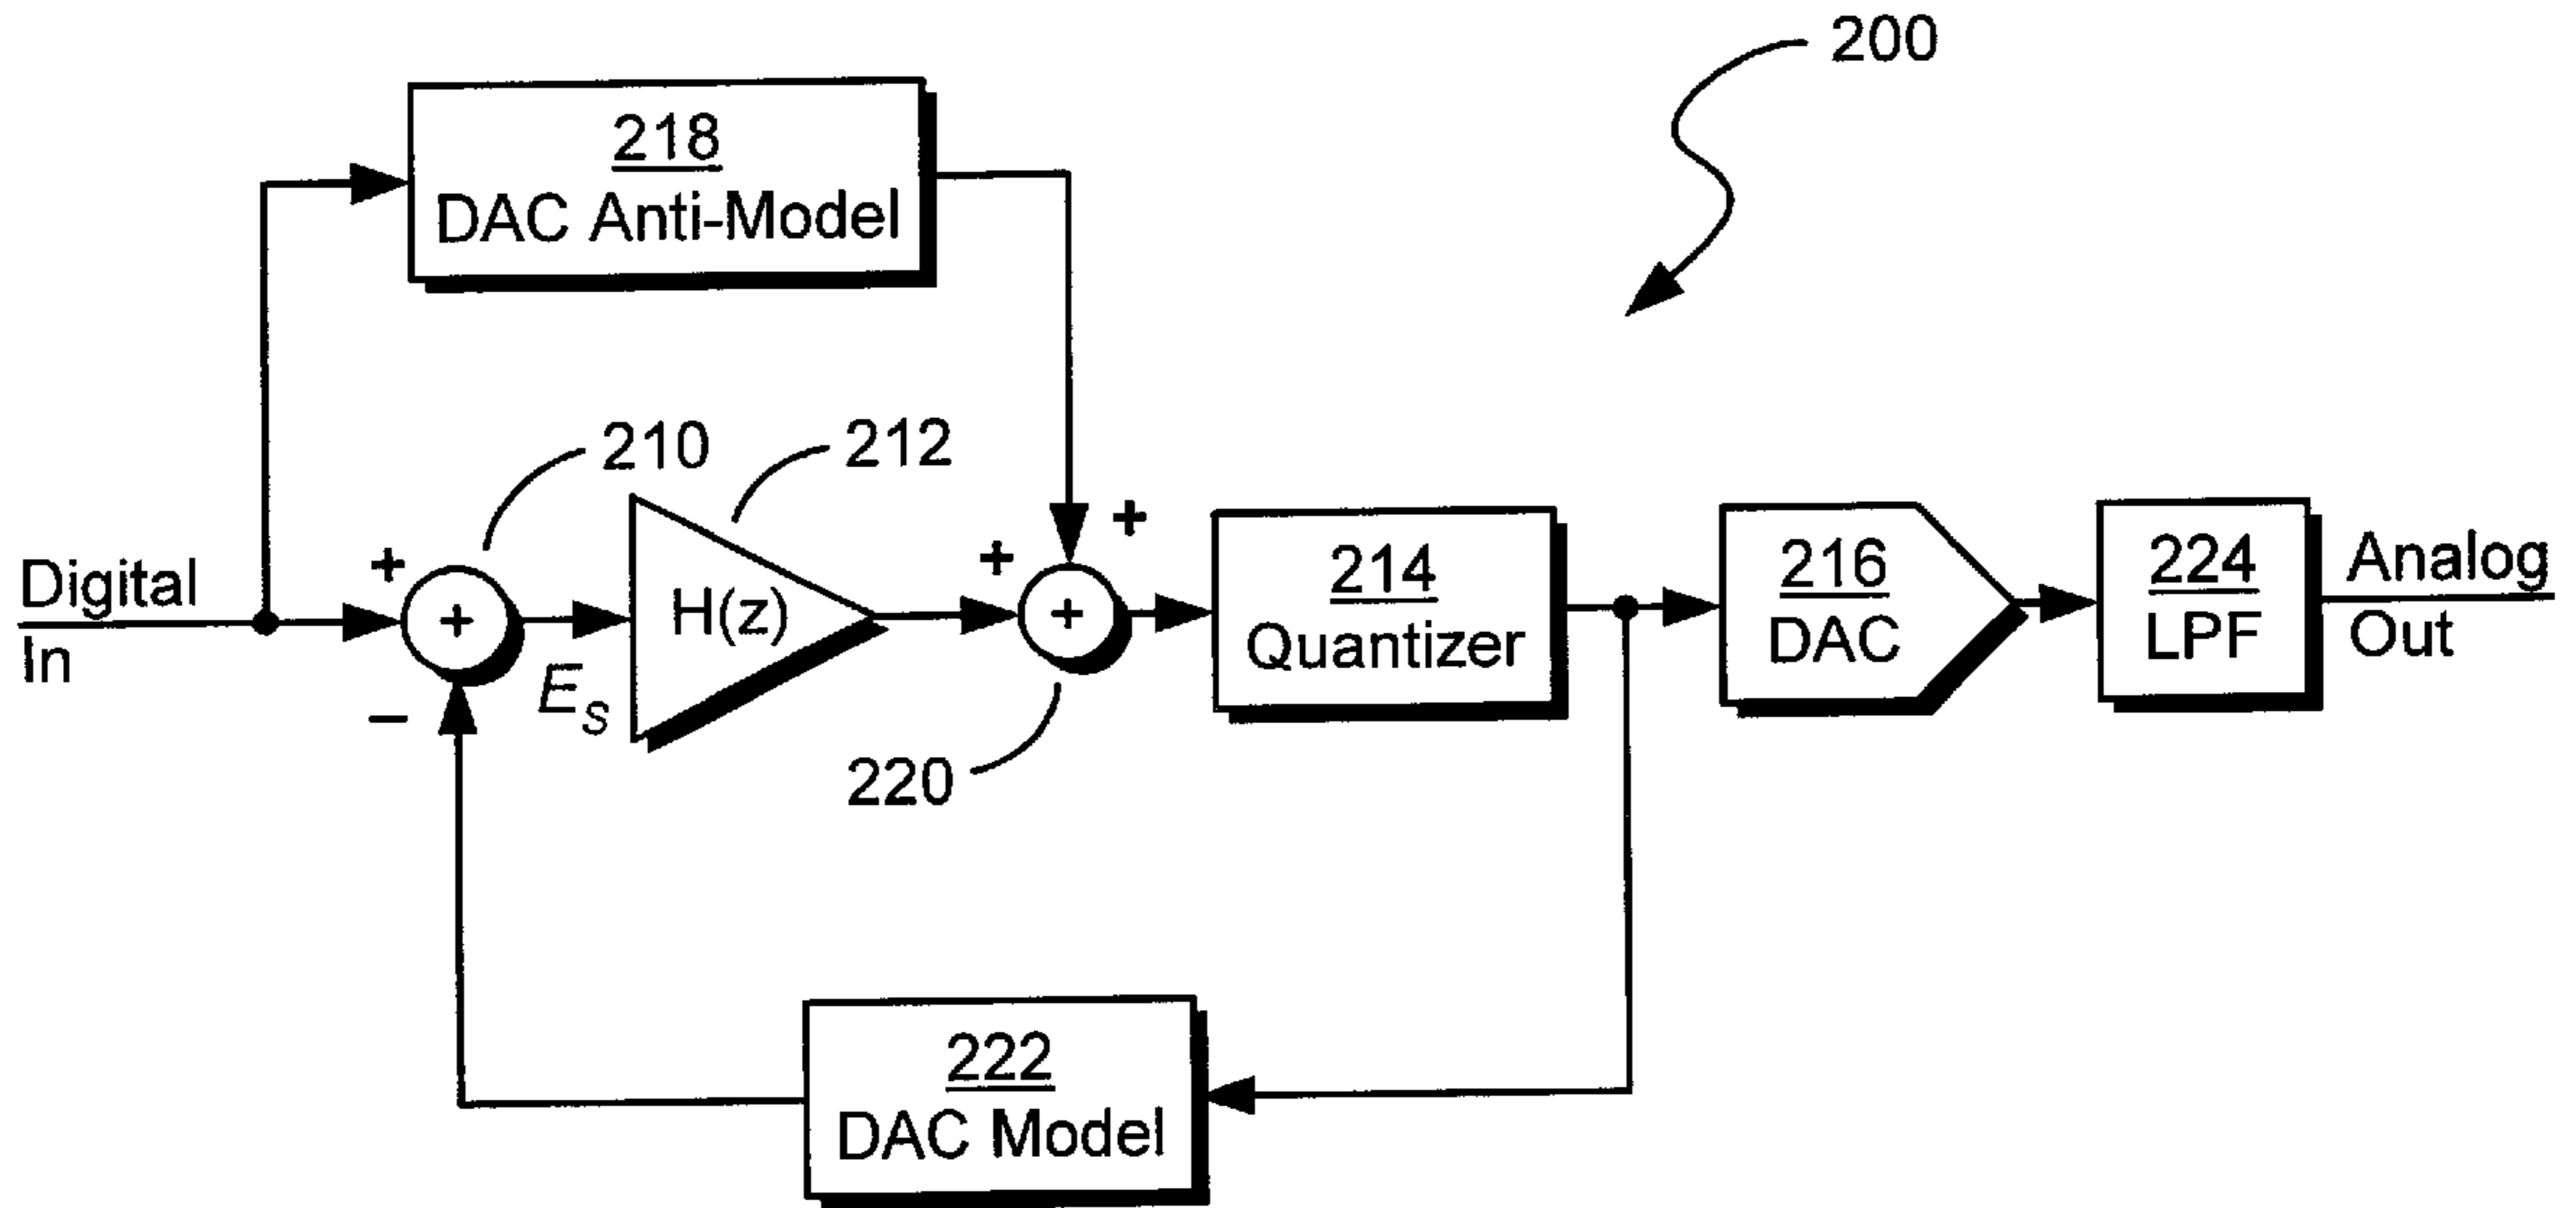 200
218
DAC Anti-Model
210
212
+
+
+
+
+
Digital
In
H(z)
−
E_S
220
214
Quantizer
216
DAC
224
LPF
Analog
Out
222
DAC Model